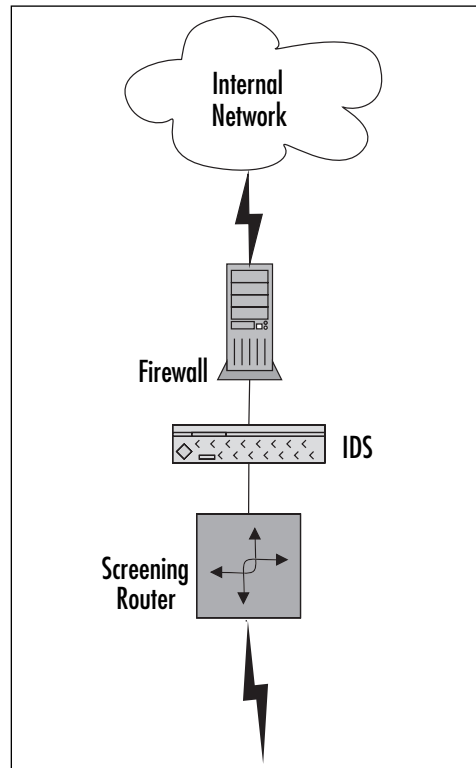 Internal
Network
Firewall
IDS
Screening
Router